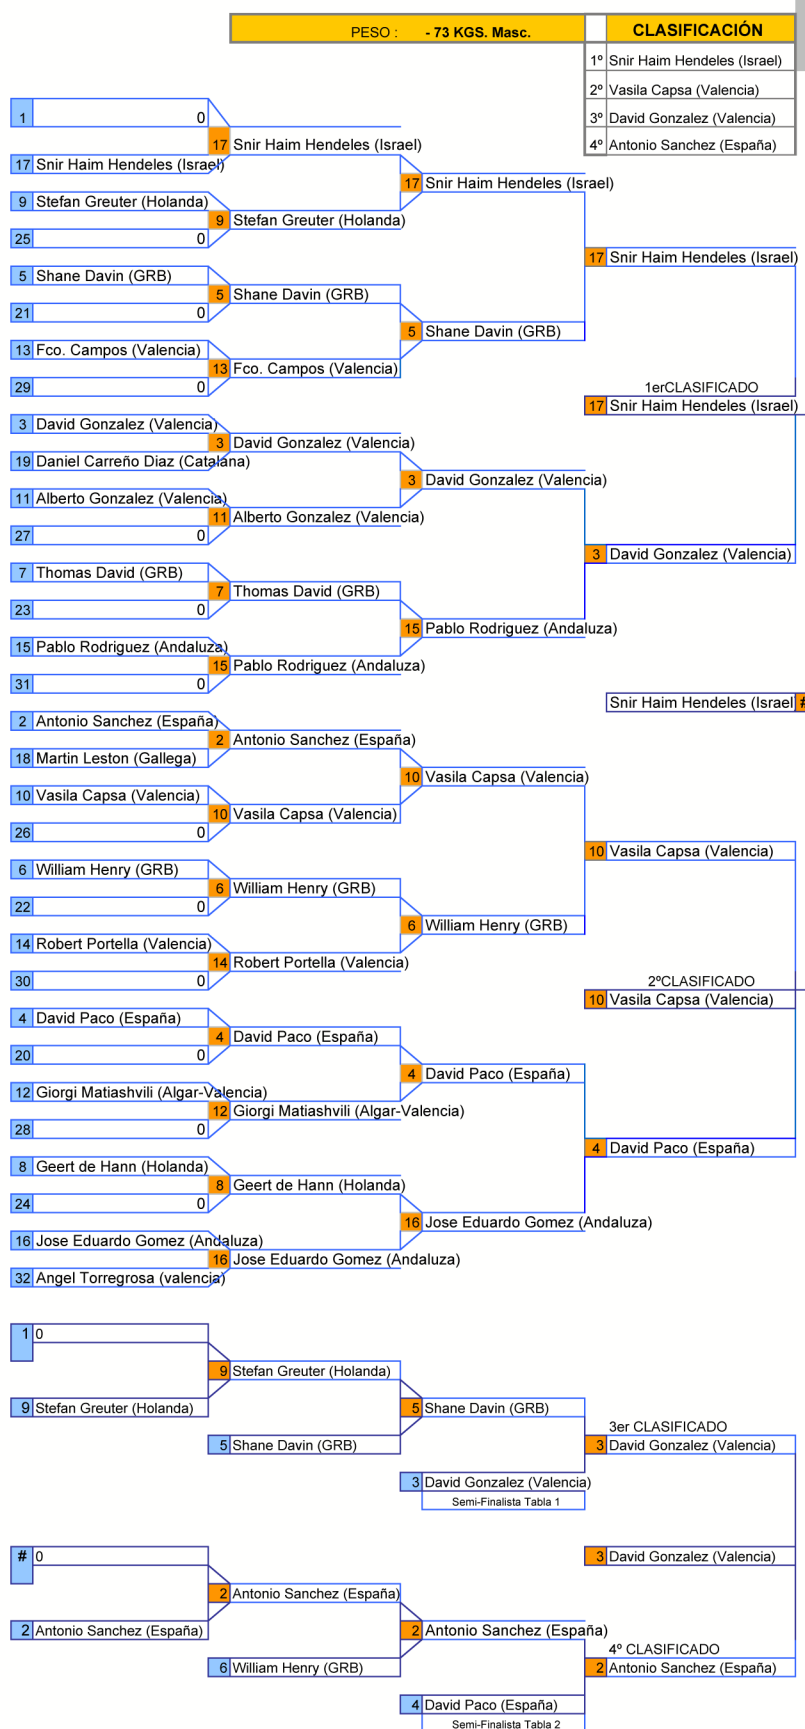 PESO : - 73 KGS. Masc. CLASIFICACIÓN
1º Snir Haim Hendeles (Israel)
2º Vasila Capsa (Valencia)
3º David Gonzalez (Valencia)
4º Antonio Sanchez (España)
1 0
17 Snir Haim Hendeles (Israel)
17 Snir Haim Hendeles (Israel)
17 Snir Haim Hendeles (Israel)
9 Stefan Greuter (Holanda)
9 Stefan Greuter (Holanda)
25 0
17 Snir Haim Hendeles (Israel)
5 Shane Davin (GRB)
5 Shane Davin (GRB)
21 0
5 Shane Davin (GRB)
13 Fco. Campos (Valencia)
13 Fco. Campos (Valencia)
29 0
1erCLASIFICADO
17 Snir Haim Hendeles (Israel)
3 David Gonzalez (Valencia)
3 David Gonzalez (Valencia)
19 Daniel Carreño Diaz (Catalana)
3 David Gonzalez (Valencia)
11 Alberto Gonzalez (Valencia)
11 Alberto Gonzalez (Valencia)
27 0
3 David Gonzalez (Valencia)
7 Thomas David (GRB)
7 Thomas David (GRB)
23 0
15 Pablo Rodriguez (Andaluza)
15 Pablo Rodriguez (Andaluza)
15 Pablo Rodriguez (Andaluza)
31 0
Snir Haim Hendeles (Israel #
2 Antonio Sanchez (España)
2 Antonio Sanchez (España)
18 Martin Leston (Gallega)
10 Vasila Capsa (Valencia)
10 Vasila Capsa (Valencia)
10 Vasila Capsa (Valencia)
26 0
10 Vasila Capsa (Valencia)
6 William Henry (GRB)
6 William Henry (GRB)
22 0
6 William Henry (GRB)
14 Robert Portella (Valencia)
14 Robert Portella (Valencia)
30 0
2ºCLASIFICADO
10 Vasila Capsa (Valencia)
4 David Paco (España)
4 David Paco (España)
20 0
4 David Paco (España)
12 Giorgi Matiashvili (Algar-Valencia)
12 Giorgi Matiashvili (Algar-Valencia)
28 0
4 David Paco (España)
8 Geert de Hann (Holanda)
8 Geert de Hann (Holanda)
24 0
16 Jose Eduardo Gomez (Andaluza)
16 Jose Eduardo Gomez (Andaluza)
16 Jose Eduardo Gomez (Andaluza)
32 Angel Torregrosa (valencia)
1 0
9 Stefan Greuter (Holanda)
9 Stefan Greuter (Holanda)
5 Shane Davin (GRB)
3er CLASIFICADO
5 Shane Davin (GRB)
3 David Gonzalez (Valencia)
3 David Gonzalez (Valencia)
Semi-Finalista Tabla 1
# 0
3 David Gonzalez (Valencia)
2 Antonio Sanchez (España)
2 Antonio Sanchez (España)
2 Antonio Sanchez (España)
4º CLASIFICADO
6 William Henry (GRB)
2 Antonio Sanchez (España)
4 David Paco (España)
Semi-Finalista Tabla 2